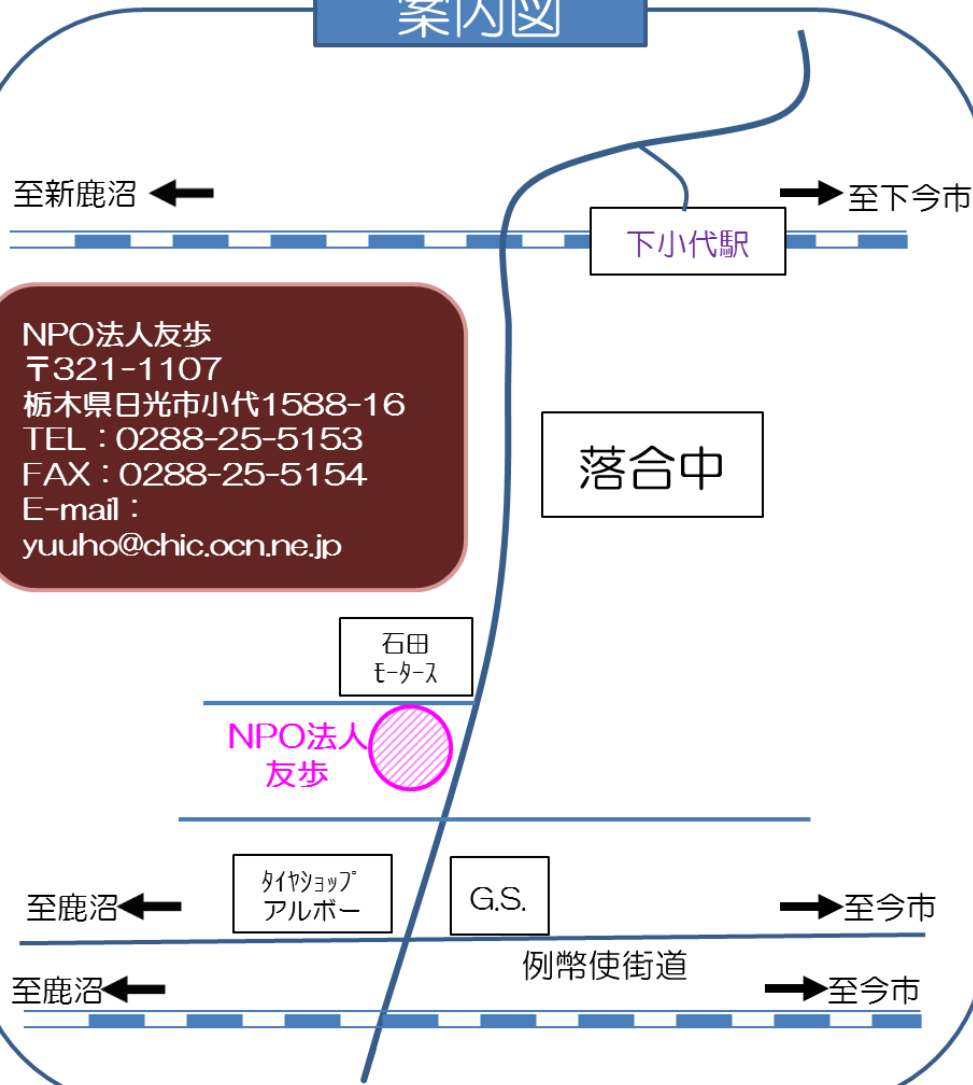 案内図
至新鹿沼
至下今市
下小代駅
NPO法人友歩
〒321-1107
栃木県日光市小代1588-16
TEL：0288-25-5153
FAX：0288-25-5154
E-mail：
yuuho@chic.ocn.ne.jp
落合中
石田
ﾓｰﾀｰｽ
NPO法人
友歩
ﾀｲﾔｼｮｯﾌﾟ
アルボー
G.S.
至鹿沼
至今市
例幣使街道
至鹿沼
至今市